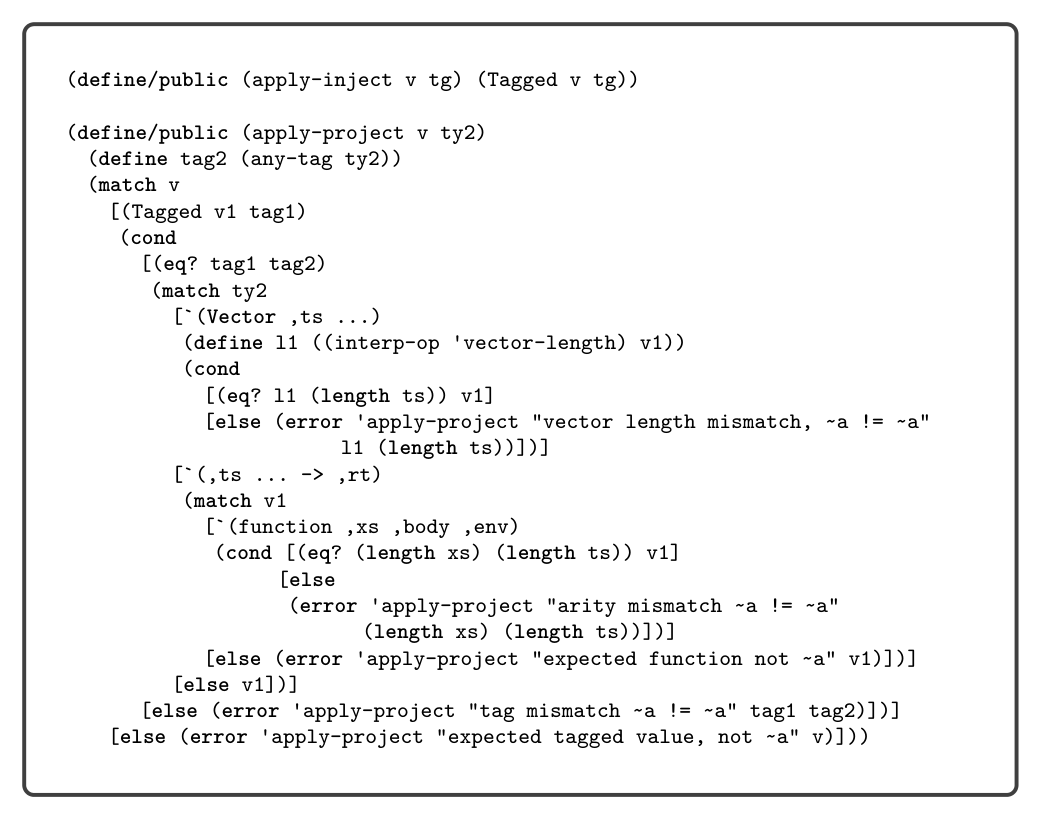 (define/public (apply-inject v tg) (Tagged v tg))

(define/public (apply-project v ty2)
  (define tag2 (any-tag ty2))
  (match v
    [(Tagged v1 tag1)
     (cond
       [(eq? tag1 tag2)
        (match ty2
          [`(Vector ,ts ...)
           (define l1 ((interp-op 'vector-length) v1))
           (cond
             [(eq? l1 (length ts)) v1]
             [else (error 'apply-project "vector length mismatch, ~a != ~a"
                          l1 (length ts))])]
          [`(,ts ... -> ,rt)
           (match v1
             [`(function ,xs ,body ,env)
              (cond [(eq? (length xs) (length ts)) v1]
                    [else
                     (error 'apply-project "arity mismatch ~a != ~a"
                            (length xs) (length ts))])]
             [else (error 'apply-project "expected function not ~a" v1)])]
          [else v1])]
       [else (error 'apply-project "tag mismatch ~a != ~a" tag1 tag2)])]
    [else (error 'apply-project "expected tagged value, not ~a" v)]))